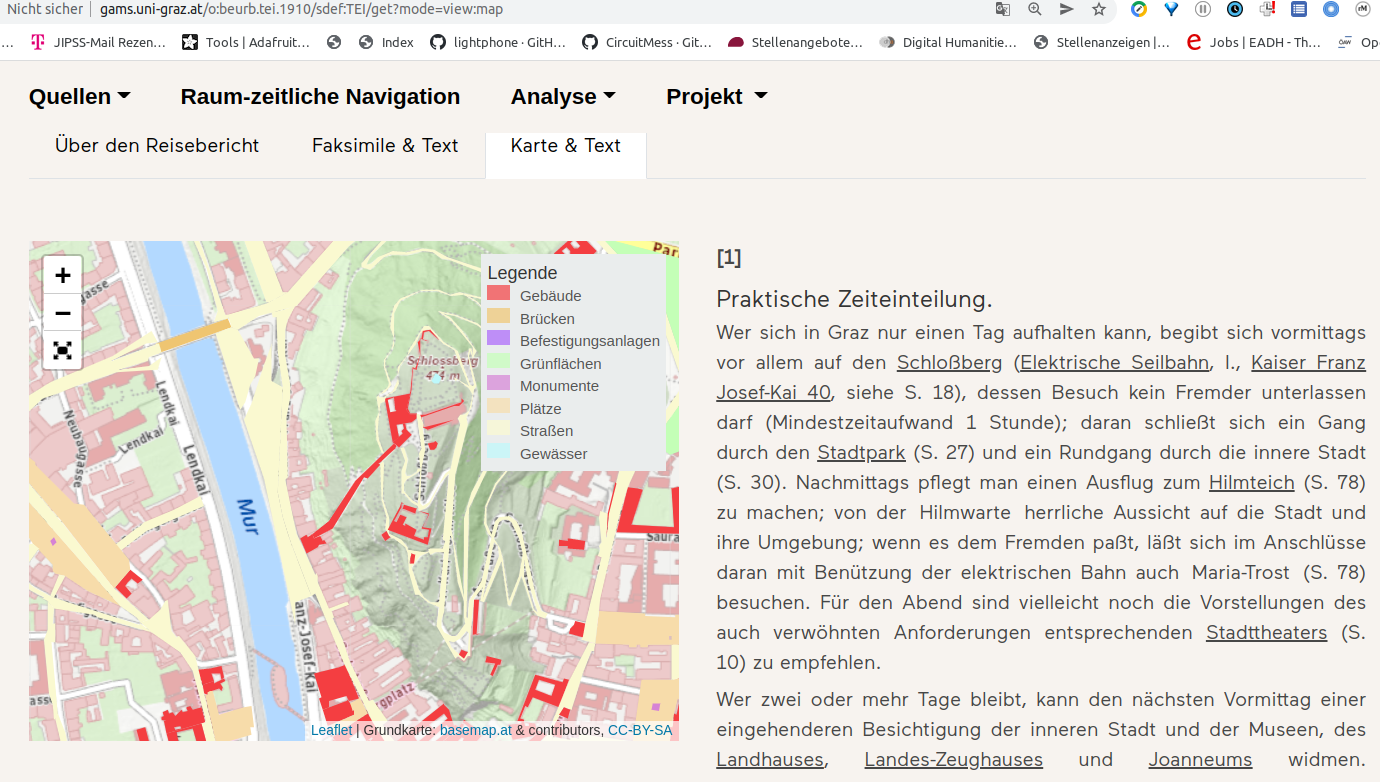 Nicht sicher | gams.uni-graz.at/o:beurb.tei.1910/sdef:TEI/get?mode=view:map
... JIPSS-Mail Rezen... Tools | Adafruit... Index lightphone · GitH... CircuitMess · Git... Stellenangebote... Digital Humanitie... Stellenanzeigen |... Jobs | EADH - Th... Ope
Quellen Raum-zeitliche Navigation Analyse Projekt
Über den Reisebericht Faksimile & Text Karte & Text
+
−
Legende
Gebäude
Brücken
Befestigungsanlagen
Grünflächen
Monumente
Plätze
Straßen
Gewässer
Park
gasse
Schlossberg
474 m
Lendkai
Lendkai
Lendkai
Neubaugasse
Mur
Saura
anz-Josef-Kai
rgplatz
ass
Leaflet | Grundkarte: basemap.at & contributors, CC-BY-SA
[1]
Praktische Zeiteinteilung.
Wer sich in Graz nur einen Tag aufhalten kann, begibt sich vormittags
vor allem auf den Schloßberg (Elektrische Seilbahn, I., Kaiser Franz
Josef-Kai 40, siehe S. 18), dessen Besuch kein Fremder unterlassen
darf (Mindestzeitaufwand 1 Stunde); daran schließt sich ein Gang
durch den Stadtpark (S. 27) und ein Rundgang durch die innere Stadt
(S. 30). Nachmittags pflegt man einen Ausflug zum Hilmteich (S. 78)
zu machen; von der Hilmwarte herrliche Aussicht auf die Stadt und
ihre Umgebung; wenn es dem Fremden paßt, läßt sich im Anschlüsse
daran mit Benützung der elektrischen Bahn auch Maria-Trost (S. 78)
besuchen. Für den Abend sind vielleicht noch die Vorstellungen des
auch verwöhnten Anforderungen entsprechenden Stadttheaters (S.
10) zu empfehlen.
Wer zwei oder mehr Tage bleibt, kann den nächsten Vormittag einer
eingehenderen Besichtigung der inneren Stadt und der Museen, des
Landhauses, Landes-Zeughauses und Joanneums widmen.